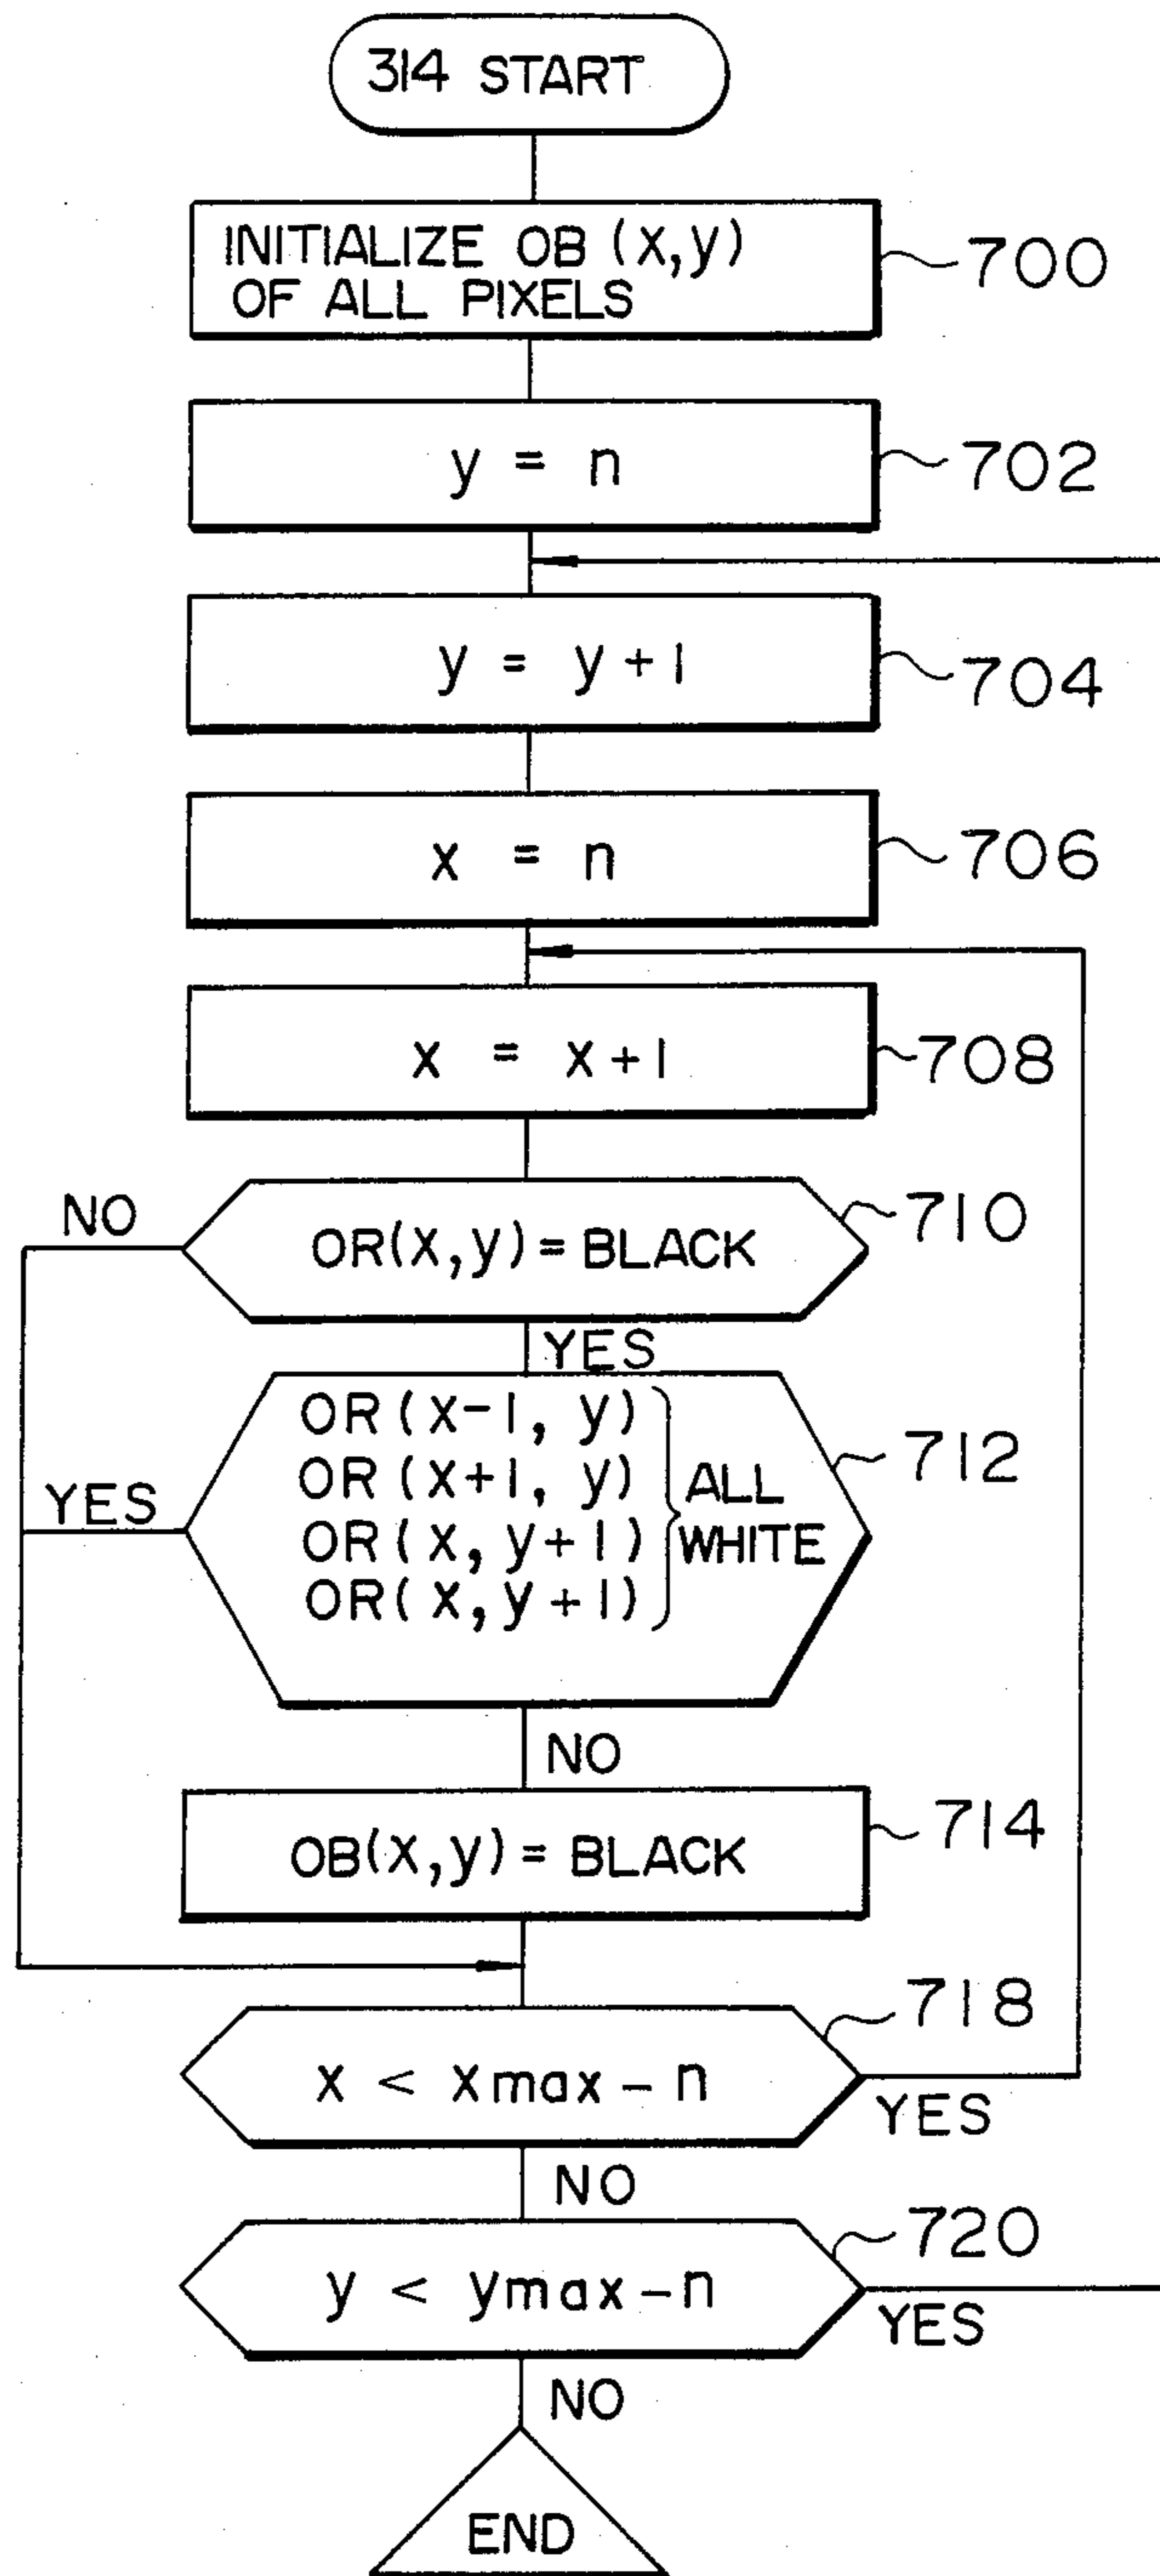 314 START
INITIALIZE OB (x,y)
OF ALL PIXELS
700
y = n
702
y = y+1
704
x = n
706
x = x+1
708
NO
OR(x,y)= BLACK
710
YES
OR(x-1, y)
OR(x+1, y)
OR(x, y+1)
OR(x, y+1)
ALL
WHITE
712
YES
NO
OB(x,y)= BLACK
714
x < xmax-n
718
YES
NO
y < ymax-n
720
YES
NO
END